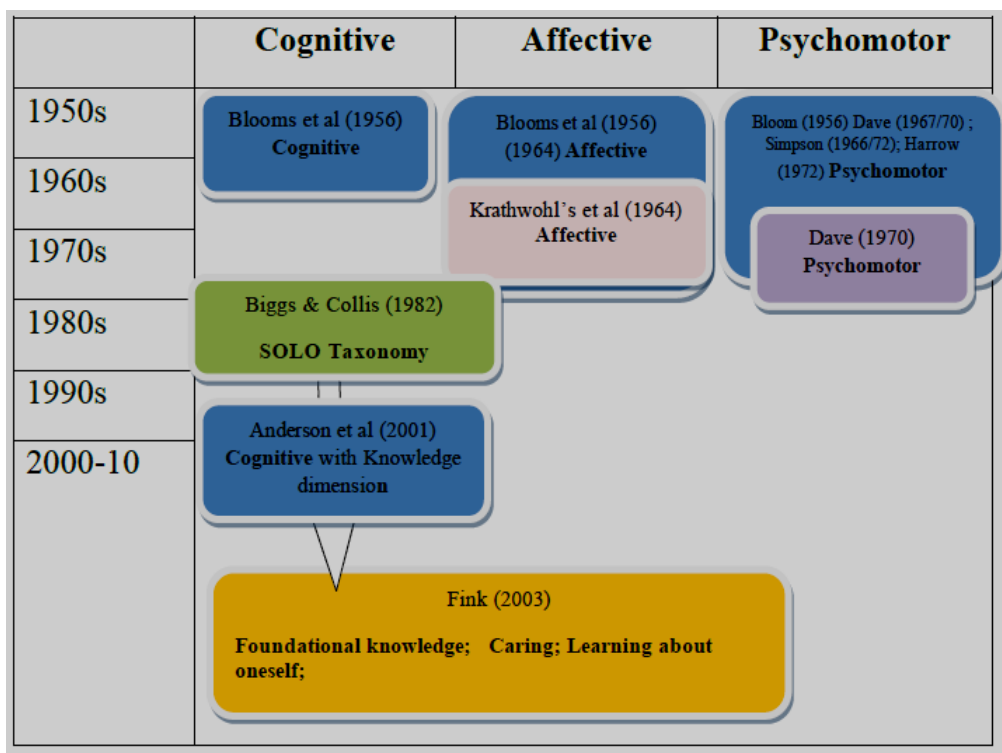 Cognitive Affective Psychomotor
1950s
Blooms et al (1956)
Cognitive
Blooms et al (1956)
(1964) Affective
Bloom (1956) Dave (1967/70) ;
Simpson (1966/72); Harrow
(1972) Psychomotor
1960s
Krathwohl’s et al (1964)
Affective
Dave (1970)
Psychomotor
1970s
Biggs & Collis (1982)
SOLO Taxonomy
1980s
1990s
Anderson et al (2001)
Cognitive with Knowledge
dimension
2000-10
Fink (2003)
Foundational knowledge; Caring; Learning about
oneself;